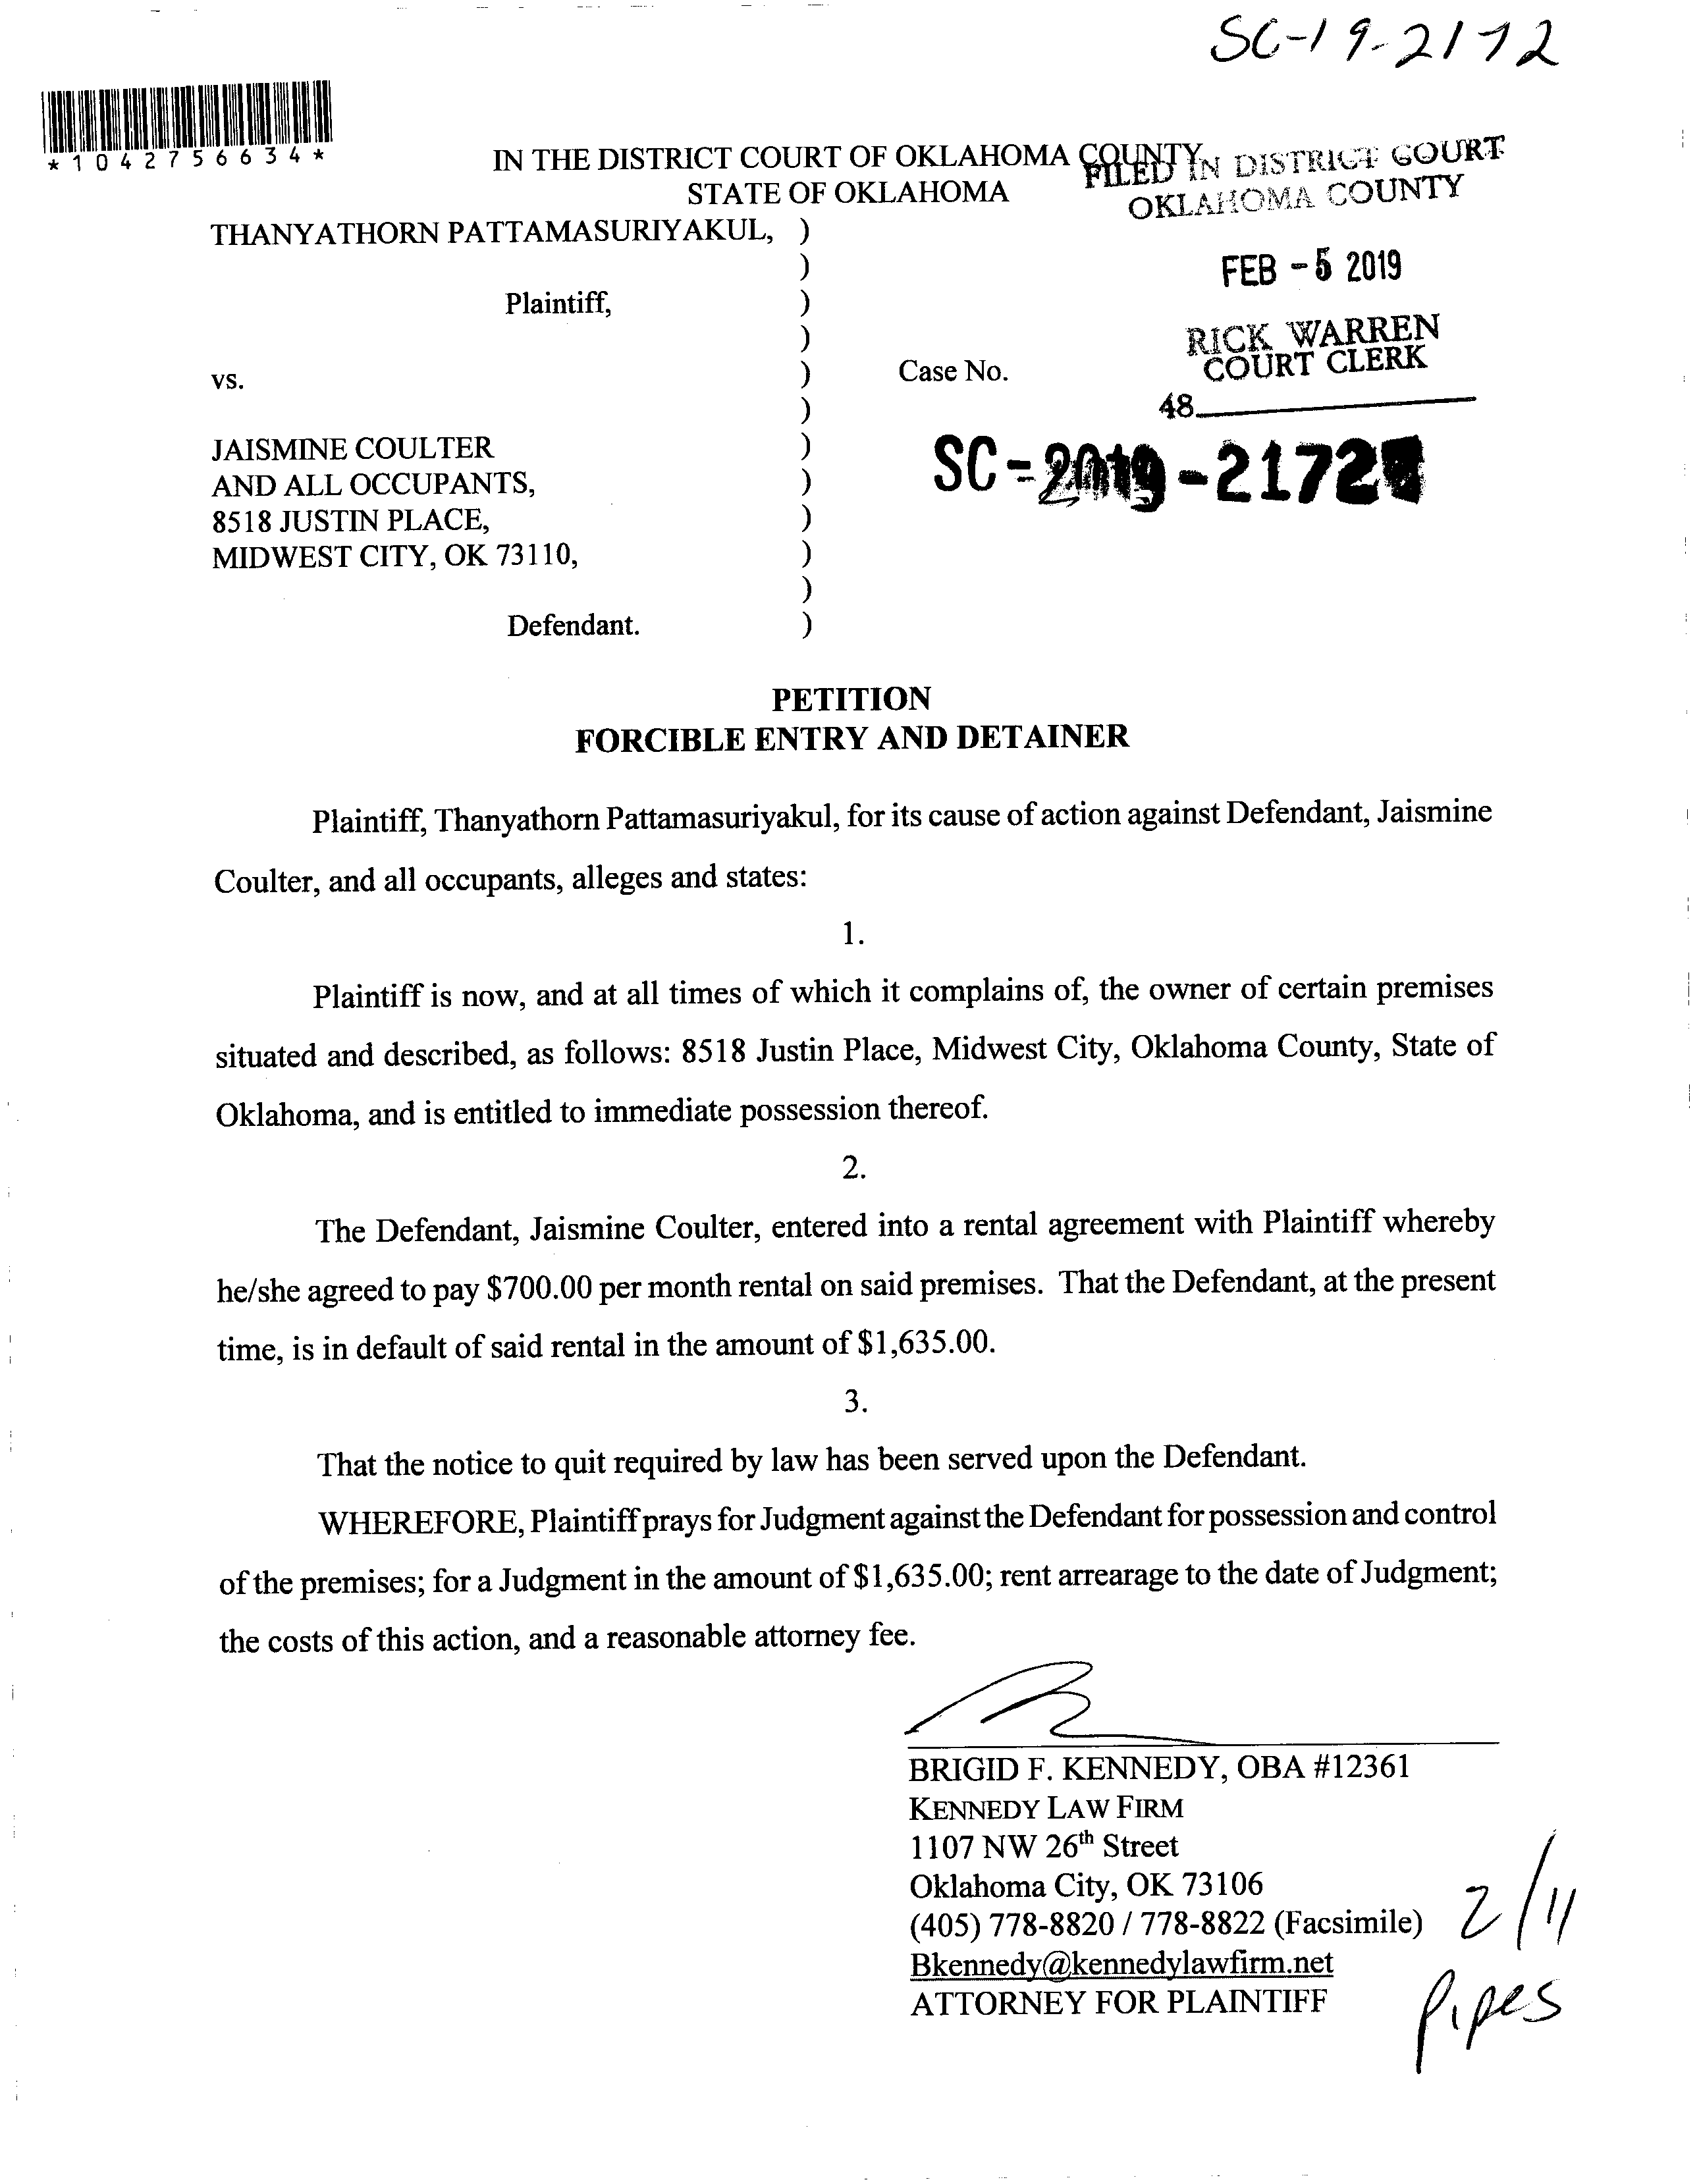 SC-19-2172
*1042756634*
IN THE DISTRICT COURT OF OKLAHOMA COUNTY
STATE OF OKLAHOMA
FILED IN DISTRICT COURT
OKLAHOMA COUNTY
FEB -5 2019
RICK WARREN
COURT CLERK
48
THANYATHORN PATTAMASURIYAKUL, )
)
Plaintiff, )
)
vs. ) Case No.
)
JAISMINE COULTER )
AND ALL OCCUPANTS, )
8518 JUSTIN PLACE, )
MIDWEST CITY, OK 73110, )
)
Defendant. )
SC-2019-2172
PETITION
FORCIBLE ENTRY AND DETAINER
Plaintiff, Thanyathorn Pattamasuriyakul, for its cause of action against Defendant, Jaismine
Coulter, and all occupants, alleges and states:
1.
Plaintiff is now, and at all times of which it complains of, the owner of certain premises
situated and described, as follows: 8518 Justin Place, Midwest City, Oklahoma County, State of
Oklahoma, and is entitled to immediate possession thereof.
2.
The Defendant, Jaismine Coulter, entered into a rental agreement with Plaintiff whereby
he/she agreed to pay $700.00 per month rental on said premises. That the Defendant, at the present
time, is in default of said rental in the amount of $1,635.00.
3.
That the notice to quit required by law has been served upon the Defendant.
WHEREFORE, Plaintiff prays for Judgment against the Defendant for possession and control
of the premises; for a Judgment in the amount of $1,635.00; rent arrearage to the date of Judgment;
the costs of this action, and a reasonable attorney fee.
BRIGID F. KENNEDY, OBA #12361
KENNEDY LAW FIRM
1107 NW 26th Street
Oklahoma City, OK 73106
(405) 778-8820 / 778-8822 (Facsimile)
Bkennedy@kennedylawfirm.net
ATTORNEY FOR PLAINTIFF
2/11
Pipes